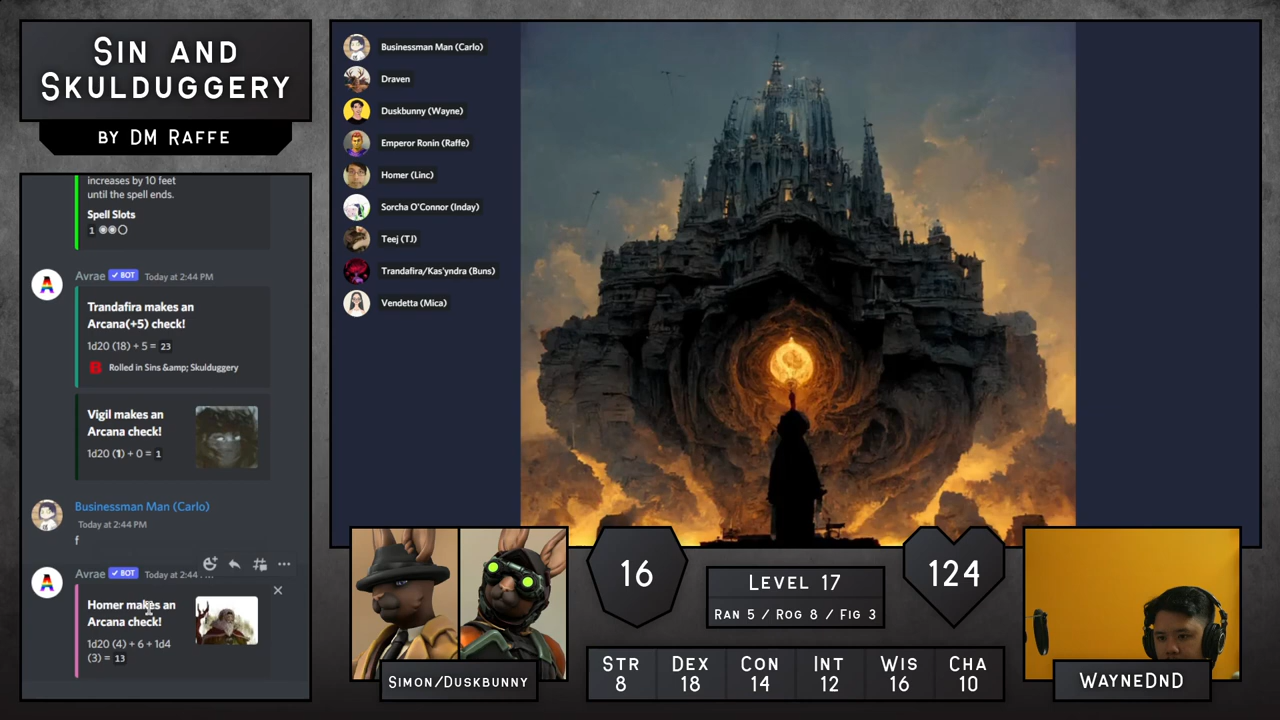 Sin and
Skulduggery
by DM Raffe
increases by 10 feet
until the spell ends.
Spell Slots
1 ◉◉〇
A
Avrae ✓ BOT Today at 2:44 PM
Trandafira makes an
Arcana(+5) check!
1d20 (18) + 5 = 23
Rolled in Sins &amp; Skulduggery
Vigil makes an
Arcana check!
1d20 (1) + 0 = 1
Businessman Man (Carlo)
Today at 2:44 PM
f
A
Avrae ✓ BOT Today at 2:44
Homer makes an
Arcana check!
1d20 (4) + 6 + 1d4
(3) = 13
Businessman Man (Carlo)
Draven
Duskbunny (Wayne)
Emperor Ronin (Raffe)
Homer (Linc)
Sorcha O'Connor (Inday)
Teej (TJ)
Trandafira/Kas'yndra (Buns)
Vendetta (Mica)
Simon/Duskbunny
16
Level 17
Ran 5 / Rog 8 / Fig 3
124
STR DEX CON INT WIS CHA
8 18 14 12 16 10
WayneDnD